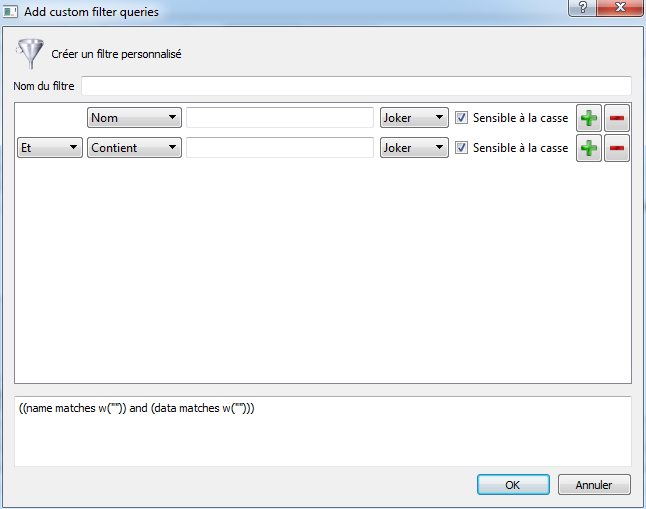 Add custom filter queries
Créer un filtre personnalisé
Nom du filtre
Nom Joker Sensible à la casse
Et Contient Joker Sensible à la casse
((name matches w("")) and (data matches w("")))
OK Annuler